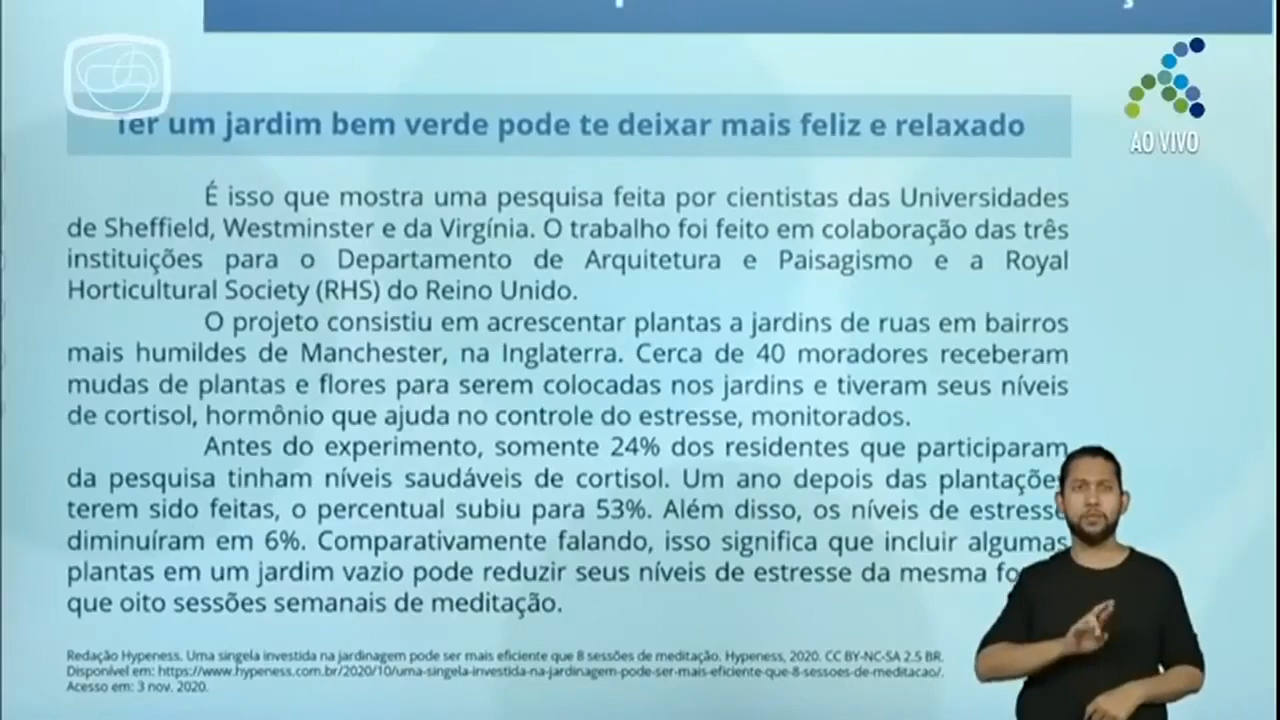 AO VIVO
Ter um jardim bem verde pode te deixar mais feliz e relaxado
É isso que mostra uma pesquisa feita por cientistas das Universidades
de Sheffield, Westminster e da Virgínia. O trabalho foi feito em colaboração das três
instituições para o Departamento de Arquitetura e Paisagismo e a Royal
Horticultural Society (RHS) do Reino Unido.
O projeto consistiu em acrescentar plantas a jardins de ruas em bairros
mais humildes de Manchester, na Inglaterra. Cerca de 40 moradores receberam
mudas de plantas e flores para serem colocadas nos jardins e tiveram seus níveis
de cortisol, hormônio que ajuda no controle do estresse, monitorados.
Antes do experimento, somente 24% dos residentes que participaram
da pesquisa tinham níveis saudáveis de cortisol. Um ano depois das plantações
terem sido feitas, o percentual subiu para 53%. Além disso, os níveis de estresse
diminuíram em 6%. Comparativamente falando, isso significa que incluir algumas
plantas em um jardim vazio pode reduzir seus níveis de estresse da mesma
que oito sessões semanais de meditação.
Redação Hypeness. Uma singela investida na jardinagem pode ser mais eficiente que 8 sessões de meditação. Hypeness, 2020. CC BY-NC-SA 2.5 BR.
Disponível em: https://www.hypeness.com.br/2020/10/uma-singela-investida-na-jardinagem-pode-ser-mais-eficiente-que-8-sessoes-de-meditacao/.
Acesso em: 3 nov. 2020.